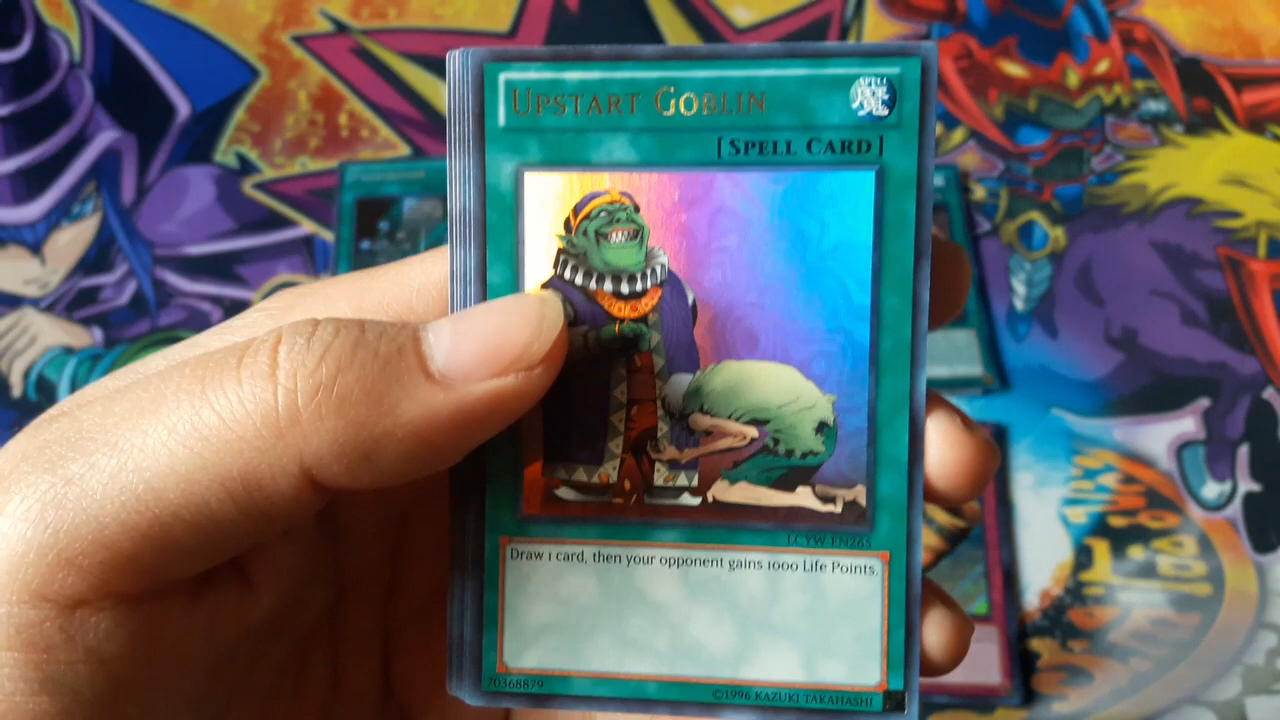 UPSTART GOBLIN
SPELL
[SPELL CARD]
LCYW-EN265
Draw 1 card, then your opponent gains 1000 Life Points.
70368879
©1996 KAZUKI TAKAHASHI